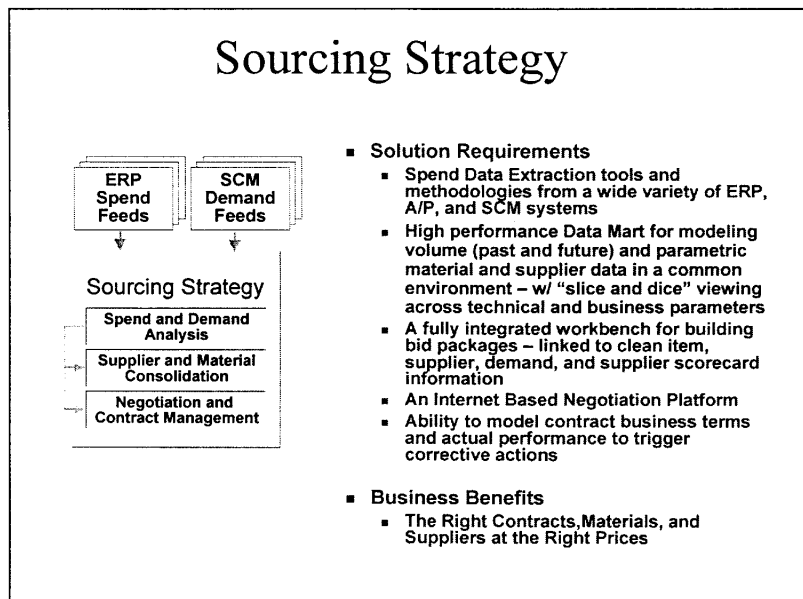 Sourcing Strategy
ERP
Spend
Feeds
SCM
Demand
Feeds
Sourcing Strategy
Spend and Demand
Analysis
Supplier and Material
Consolidation
Negotiation and
Contract Management
■ Solution Requirements
■ Spend Data Extraction tools and
methodologies from a wide variety of ERP,
A/P, and SCM systems
■ High performance Data Mart for modeling
volume (past and future) and parametric
material and supplier data in a common
environment – w/ “slice and dice” viewing
across technical and business parameters
■ A fully integrated workbench for building
bid packages – linked to clean item,
supplier, demand, and supplier scorecard
information
■ An Internet Based Negotiation Platform
■ Ability to model contract business terms
and actual performance to trigger
corrective actions
■ Business Benefits
■ The Right Contracts,Materials, and
Suppliers at the Right Prices